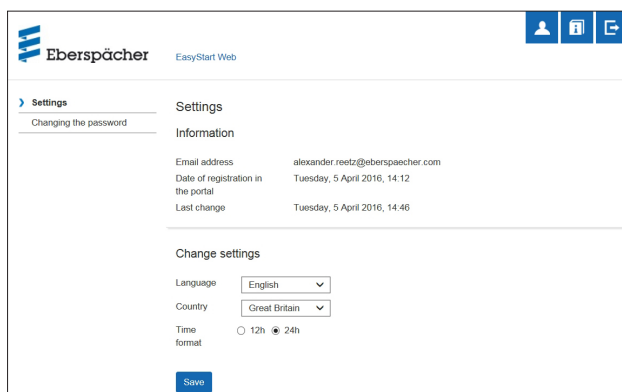 Eberspächer
EasyStart Web
Settings
Changing the password
Settings
Information
Email address alexander.reetz@eberspaecher.com
Date of registration in the portal Tuesday, 5 April 2016, 14:12
Last change Tuesday, 5 April 2016, 14:46
Change settings
Language English
Country Great Britain
Time format 12h 24h
Save